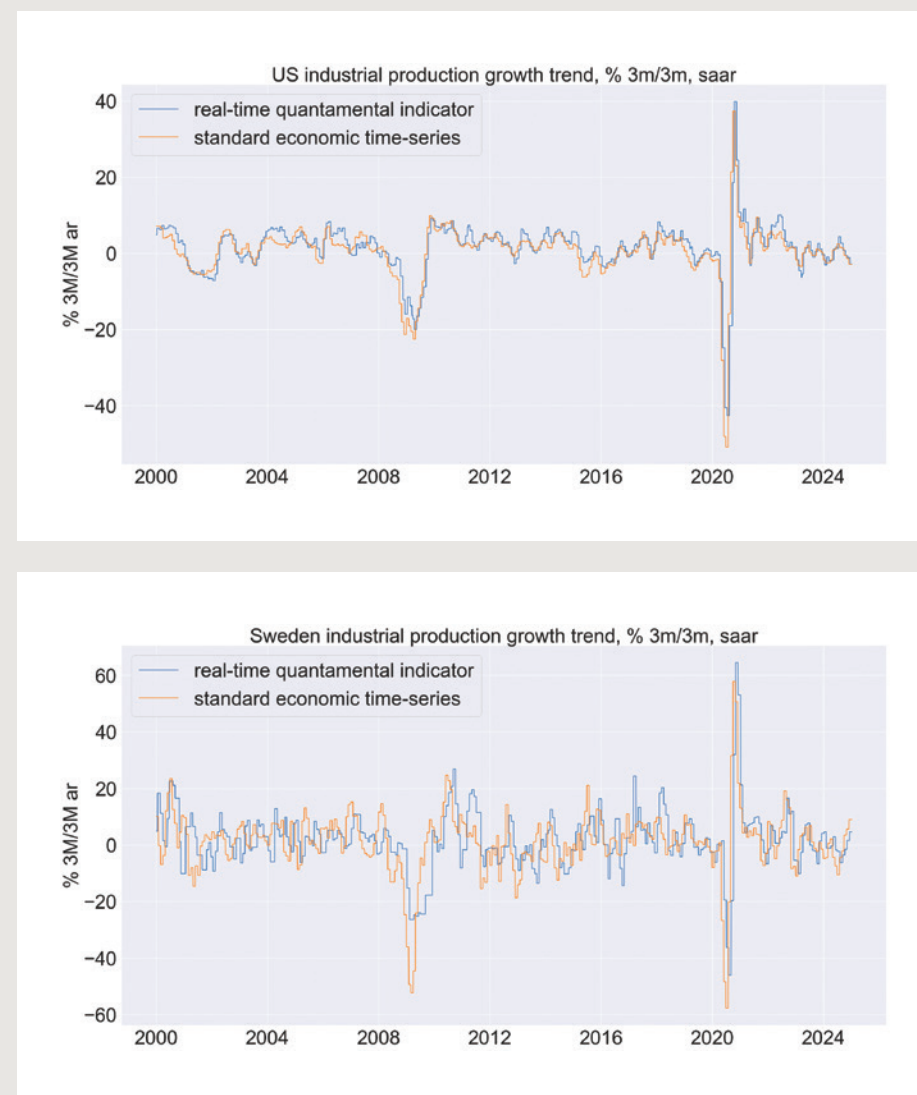 US industrial production growth trend, % 3m/3m, saar
real-time quantamental indicator
standard economic time-series
% 3M/3M ar
40
20
0
−20
−40
2000 2004 2008 2012 2016 2020 2024
Sweden industrial production growth trend, % 3m/3m, saar
real-time quantamental indicator
standard economic time-series
% 3M/3M ar
60
40
20
0
−20
−40
−60
2000 2004 2008 2012 2016 2020 2024